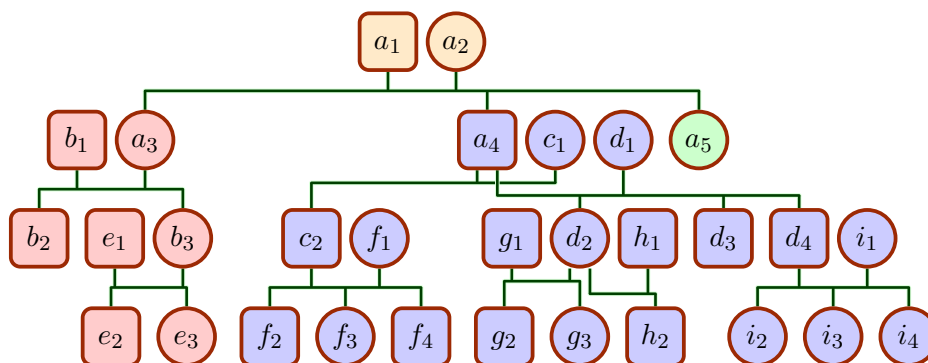 a₁ a₂
b₁ a₃ a₄ c₁ d₁ a₅
b₂ e₁ b₃ c₂ f₁ g₁ d₂ h₁ d₃ d₄ i₁
e₂ e₃ f₂ f₃ f₄ g₂ g₃ h₂ i₂ i₃ i₄